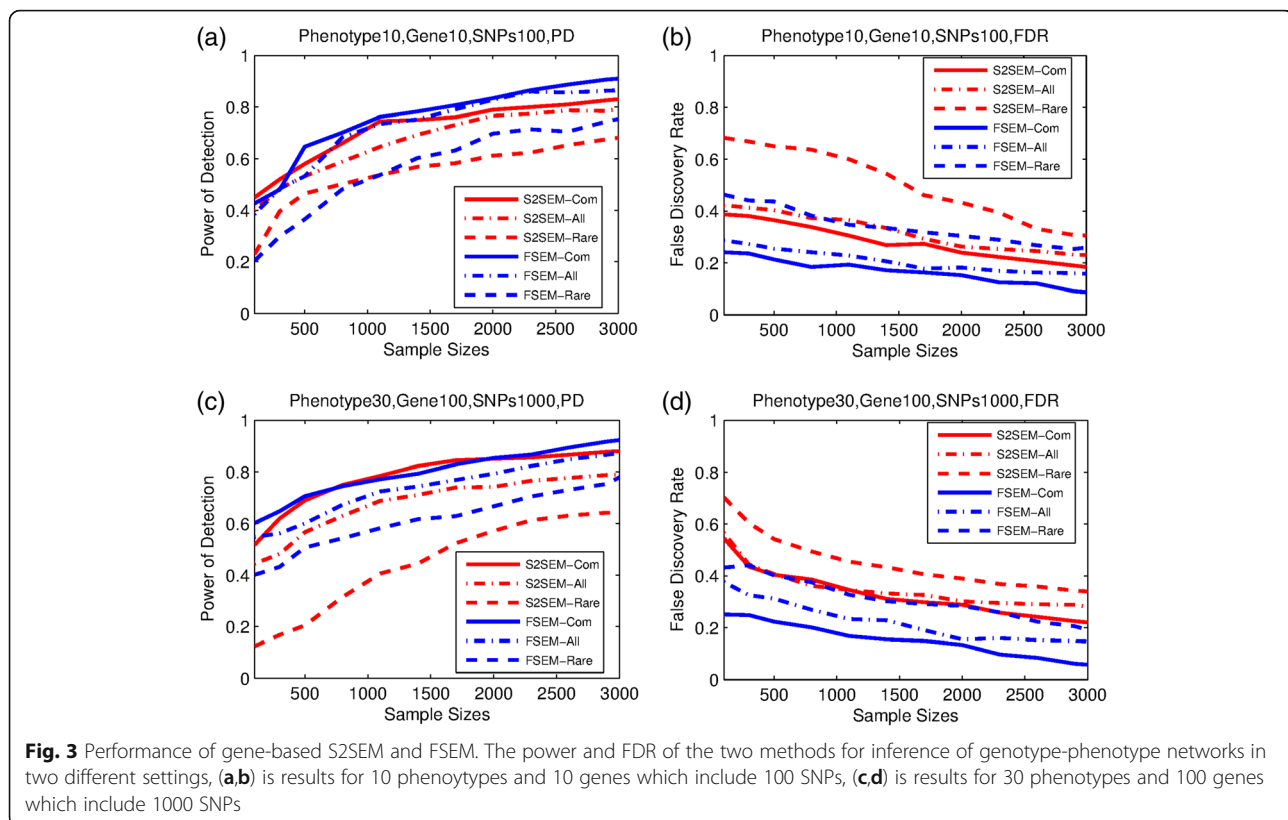 (a)
Phenotype10,Gene10,SNPs100,PD
1
0.8
0.6
0.4
0.2
0
Power of Detection
S2SEM-Com
S2SEM-All
S2SEM-Rare
FSEM-Com
FSEM-All
FSEM-Rare
500 1000 1500 2000 2500 3000
Sample Sizes
(b)
Phenotype10,Gene10,SNPs100,FDR
1
0.8
0.6
0.4
0.2
0
False Discovery Rate
S2SEM-Com
S2SEM-All
S2SEM-Rare
FSEM-Com
FSEM-All
FSEM-Rare
500 1000 1500 2000 2500 3000
Sample Sizes
(c)
Phenotype30,Gene100,SNPs1000,PD
1
0.8
0.6
0.4
0.2
0
Power of Detection
S2SEM-Com
S2SEM-All
S2SEM-Rare
FSEM-Com
FSEM-All
FSEM-Rare
500 1000 1500 2000 2500 3000
Sample Sizes
(d)
Phenotype30,Gene100,SNPs1000,FDR
1
0.8
0.6
0.4
0.2
0
False Discovery Rate
S2SEM-Com
S2SEM-All
S2SEM-Rare
FSEM-Com
FSEM-All
FSEM-Rare
500 1000 1500 2000 2500 3000
Sample Sizes
Fig. 3 Performance of gene-based S2SEM and FSEM. The power and FDR of the two methods for inference of genotype-phenotype networks in
two different settings, (a,b) is results for 10 phenoytypes and 10 genes which include 100 SNPs, (c,d) is results for 30 phenotypes and 100 genes
which include 1000 SNPs